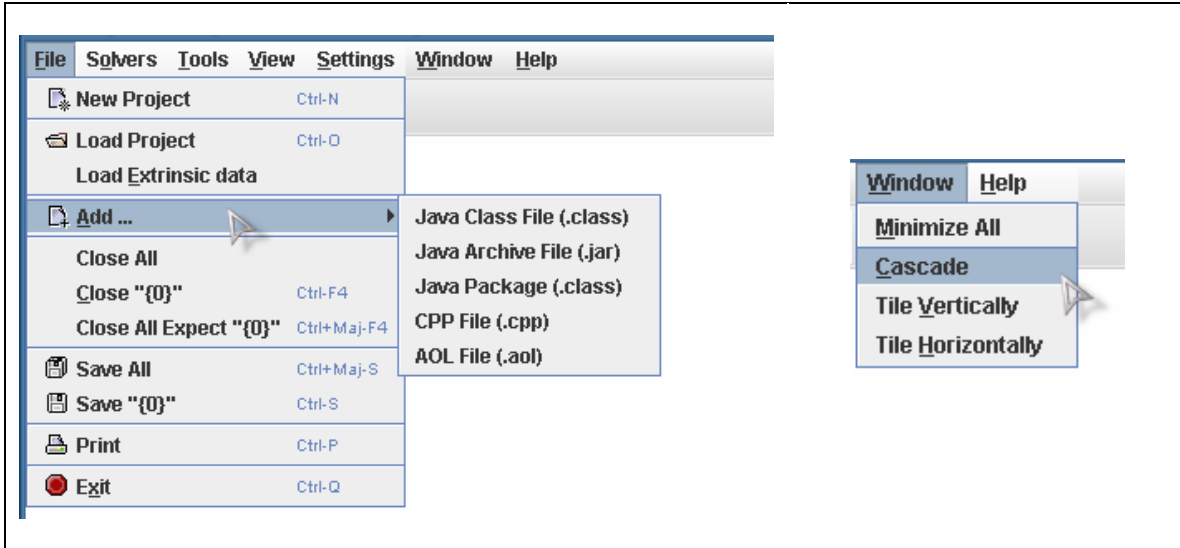 File Solvers Tools View Settings Window Help
New Project Ctrl-N
Load Project Ctrl-O
Load Extrinsic data
Add ...
Close All
Close "{0}" Ctrl-F4
Close All Expect "{0}" Ctrl+Maj-F4
Save All Ctrl+Maj-S
Save "{0}" Ctrl-S
Print Ctrl-P
Exit Ctrl-Q
Java Class File (.class)
Java Archive File (.jar)
Java Package (.class)
CPP File (.cpp)
AOL File (.aol)
Window Help
Minimize All
Cascade
Tile Vertically
Tile Horizontally